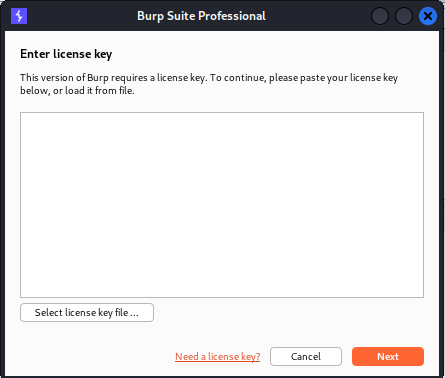 Burp Suite Professional
Enter license key
This version of Burp requires a license key. To continue, please paste your license key
below, or load it from file.
Select license key file ...
Need a license key?
Cancel
Next